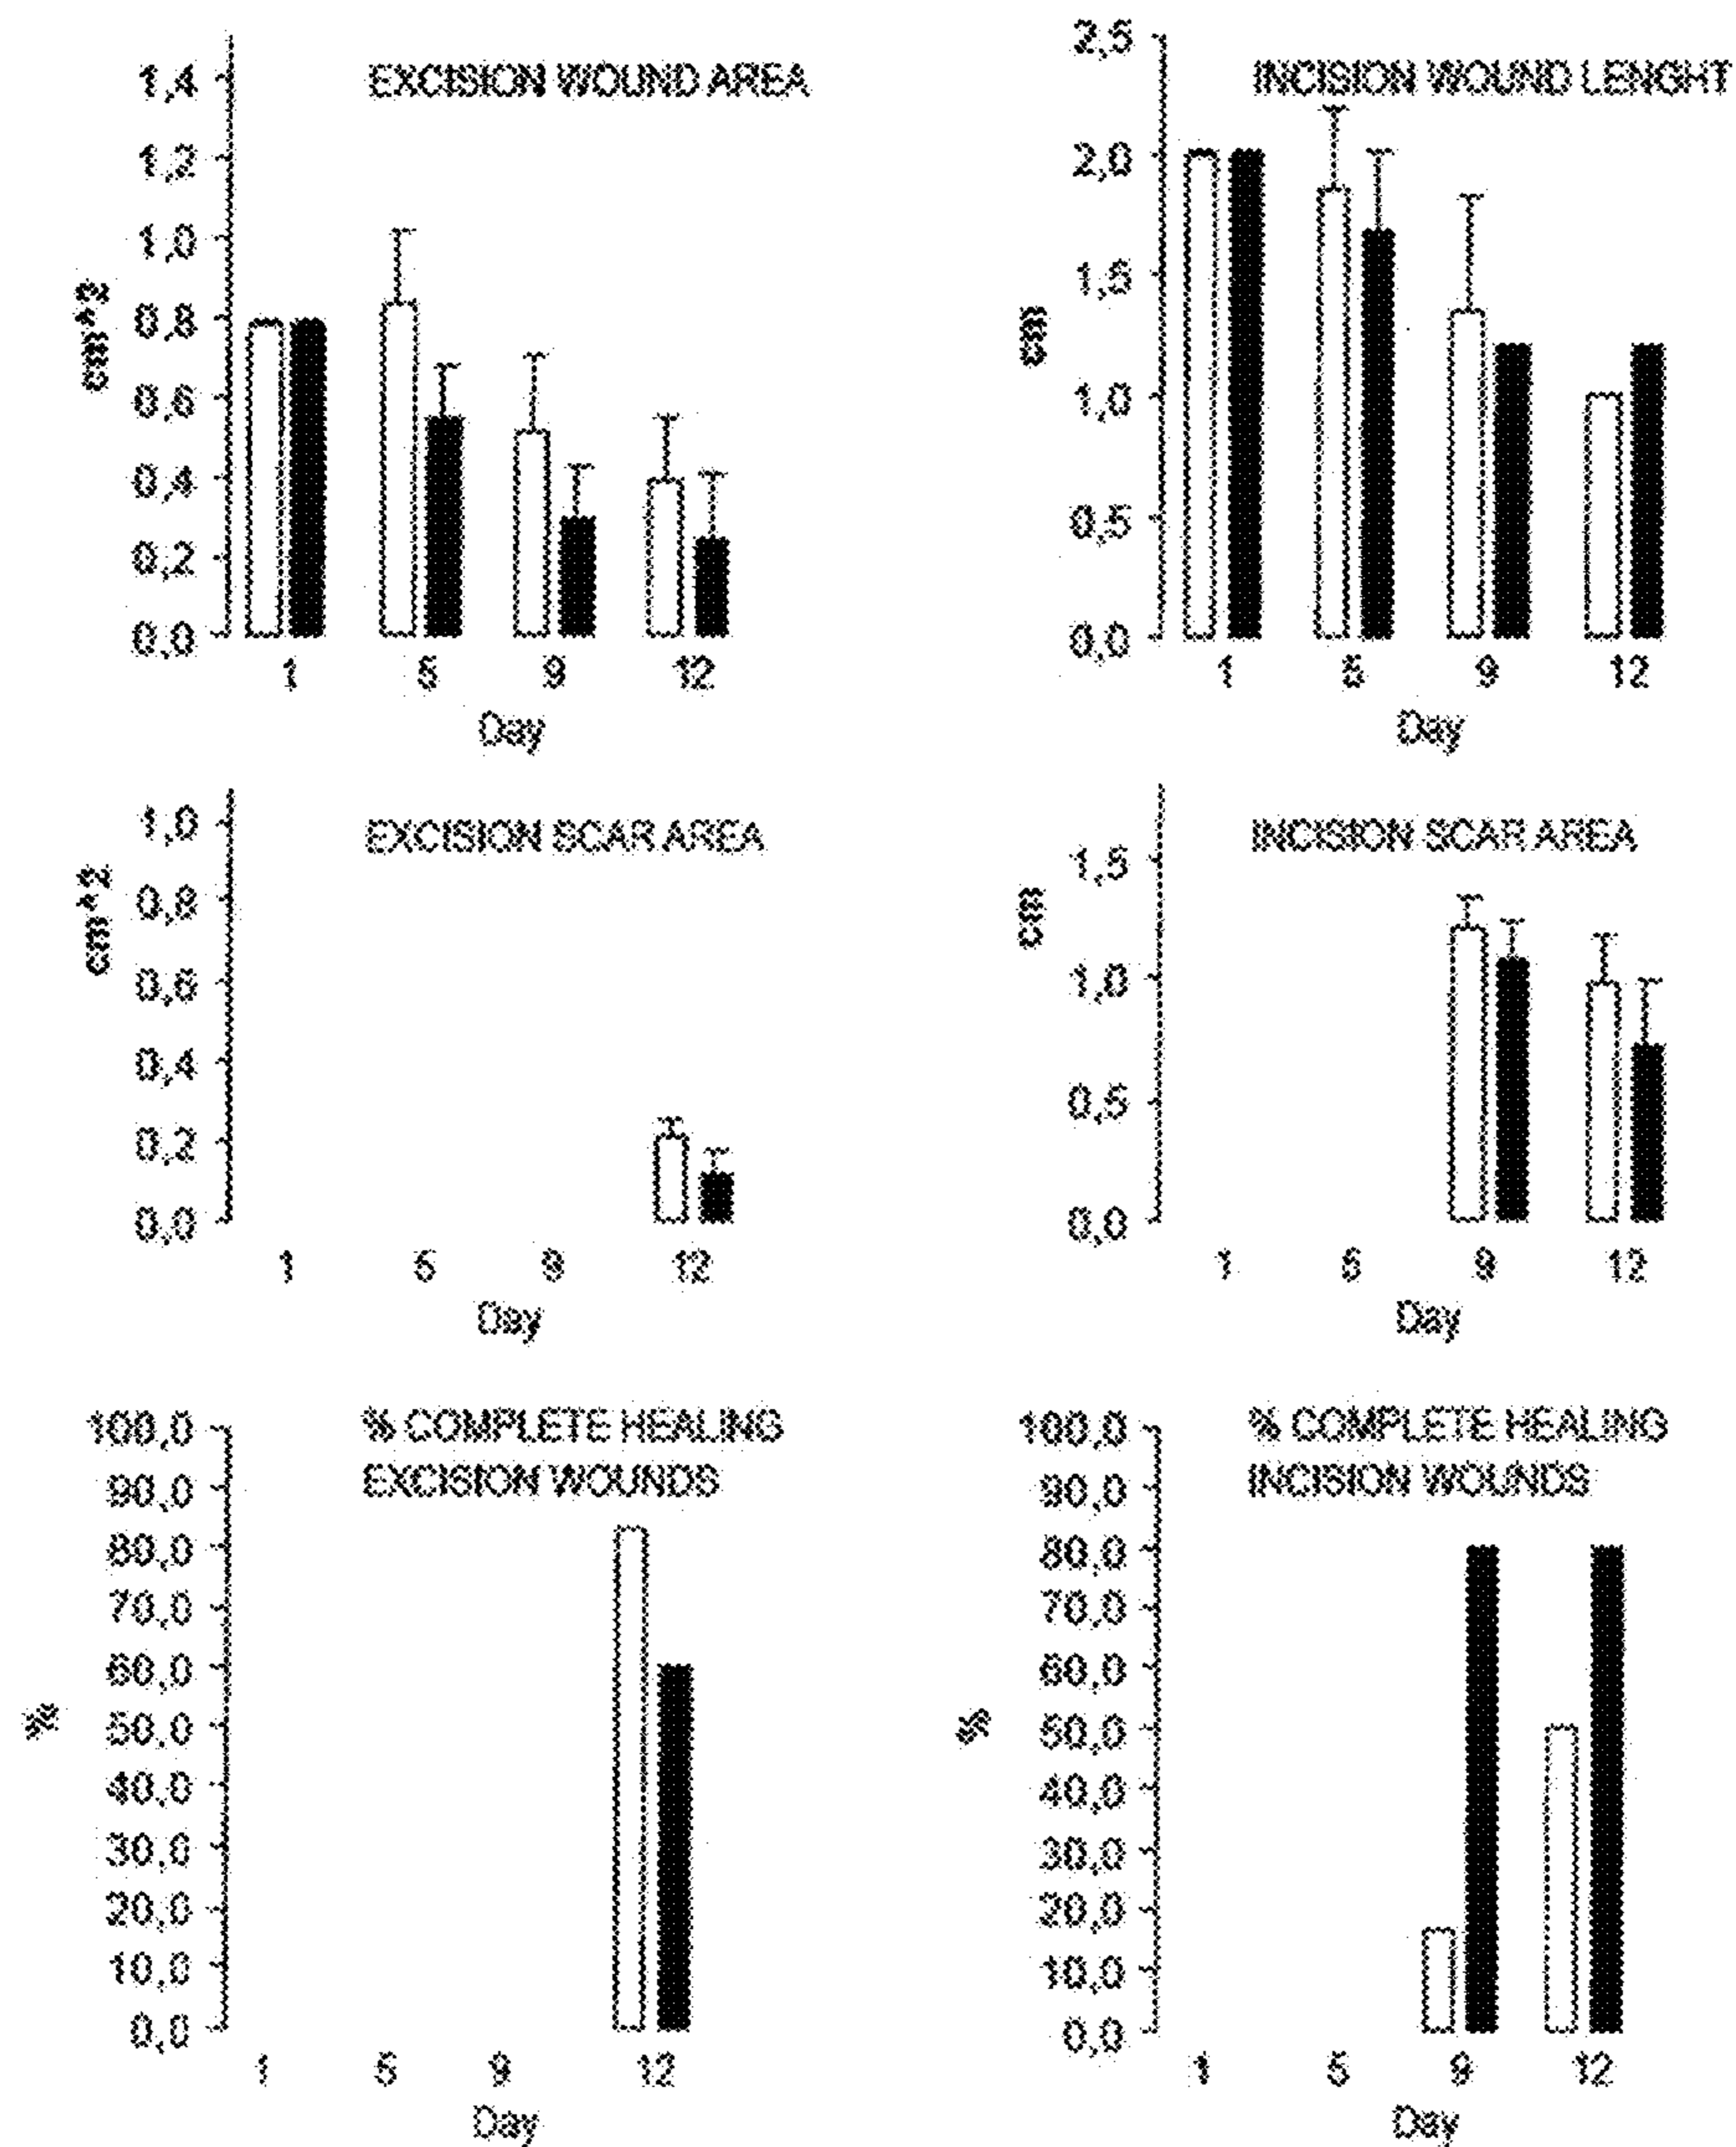 EXCISION WOUND AREA
cm^2
1,4
1,2
1,0
0,8
0,6
0,4
0,2
0,0
1 5 9 12
Day
INCISION WOUND LENGHT
cm
2,5
2,0
1,5
1,0
0,5
0,0
1 5 9 12
Day
EXCISION SCAR AREA
cm^2
1,0
0,8
0,6
0,4
0,2
0,0
1 5 9 12
Day
INCISION SCAR AREA
cm
1,5
1,0
0,5
0,0
1 5 9 12
Day
% COMPLETE HEALING
EXCISION WOUNDS
%
100,0
90,0
80,0
70,0
60,0
50,0
40,0
30,0
20,0
10,0
0,0
1 5 9 12
Day
% COMPLETE HEALING
INCISION WOUNDS
%
100,0
90,0
80,0
70,0
60,0
50,0
40,0
30,0
20,0
10,0
0,0
1 5 9 12
Day